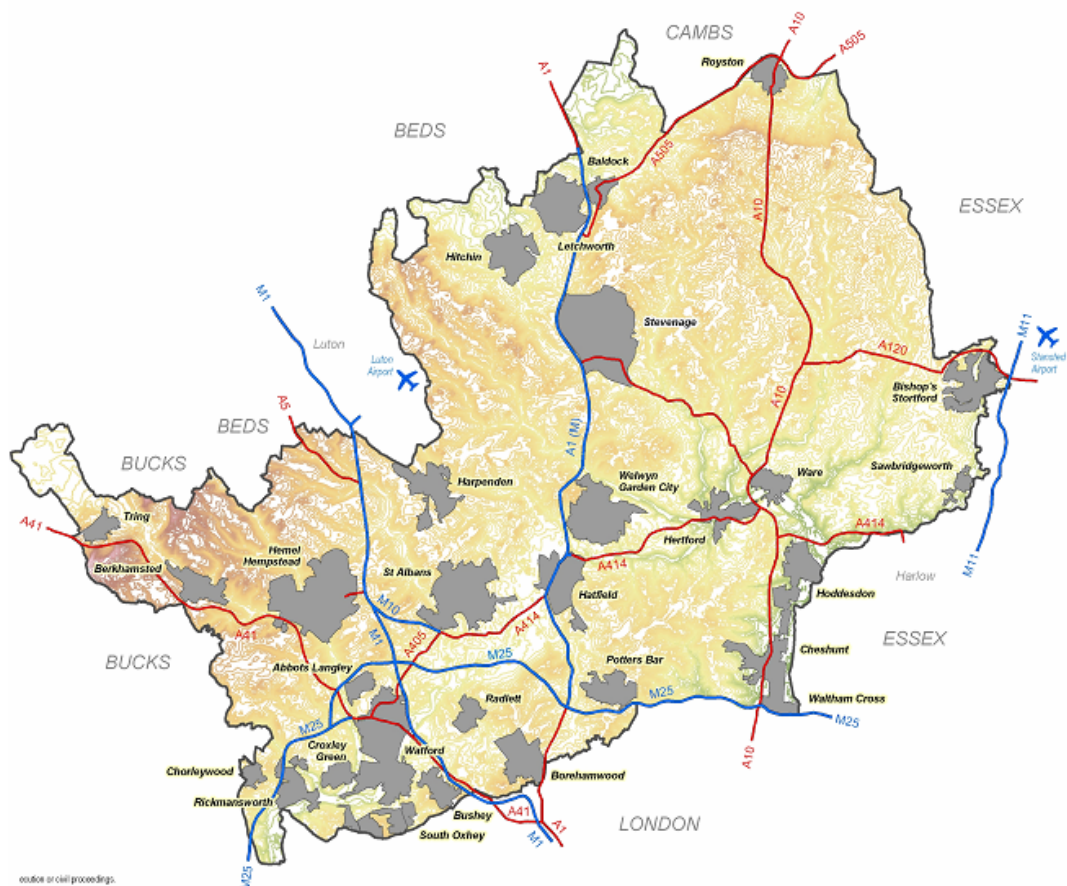 CAMBS
A10
A505
Royston
A1
BEDS
Baldock
A505
A10
ESSEX
Letchworth
Hitchin
M1
Stevenage
Luton
Luton
Airport
M11
Stansted
Airport
A120
A10
Bishop's
Stortford
A5
BEDS
BUCKS
A1 (M)
Welwyn
Garden City
Ware
Sawbridgeworth
Harpenden
Tring
A41
Hertford
A414
Hemel
Hempstead
Berkhamsted
St Albans
A414
Hatfield
M11
Harlow
M10
Hoddesdon
A41
M1
A405
A414
ESSEX
BUCKS
Cheshunt
Abbots Langley
M25
Potters Bar
M25
Radlett
Waltham Cross
M25
M25
Croxley
Green
Watford
A10
Chorleywood
Borehamwood
Rickmansworth
Bushey
A41
A1
LONDON
South Oxhey
M1
M25
ecution or civil proceedings.